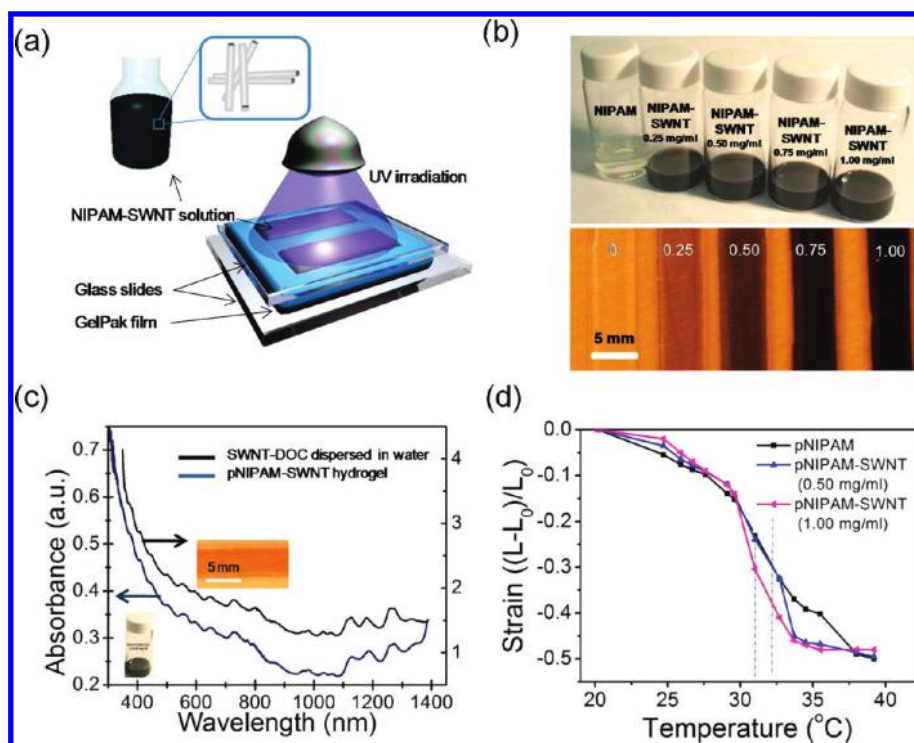 (a)
UV irradiation
NIPAM-SWNT solution
Glass slides
GelPak film
(b)
NIPAM
NIPAM-
SWNT
0.25 mg/ml
NIPAM-
SWNT
0.50 mg/ml
NIPAM-
SWNT
0.75 mg/ml
NIPAM-
SWNT
1.00 mg/ml
0 0.25 0.50 0.75 1.00
5 mm
(c)
SWNT-DOC dispersed in water
pNIPAM-SWNT hydrogel
5 mm
Absorbance (a.u.)
0.7
0.6
0.5
0.4
0.3
0.2
4
3
2
1
400 600 800 1000 1200 1400
Wavelength (nm)
(d)
pNIPAM
pNIPAM-SWNT
(0.50 mg/ml)
pNIPAM-SWNT
(1.00 mg/ml)
Strain ((L-L0)/L0)
0.0
-0.1
-0.2
-0.3
-0.4
-0.5
20 25 30 35 40
Temperature (°C)